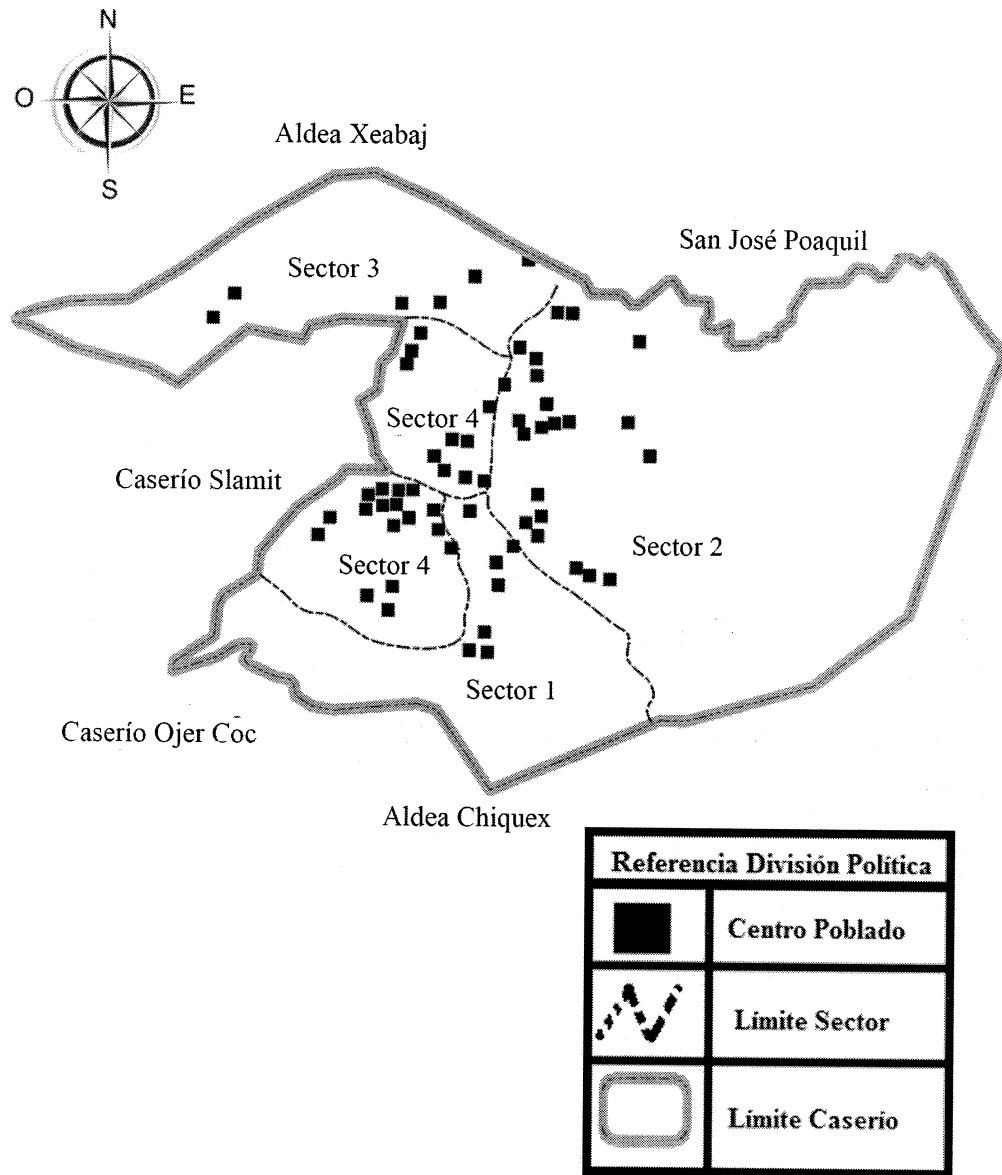 N
O
E
S
Aldea Xeabaj
San José Poaquil
Sector 3
Sector 4
Caserío Slamit
Sector 2
Sector 4
Sector 1
Caserío Ojer Coc
Aldea Chiquex
Referencia División Política
Centro Poblado
Límite Sector
Límite Caserío